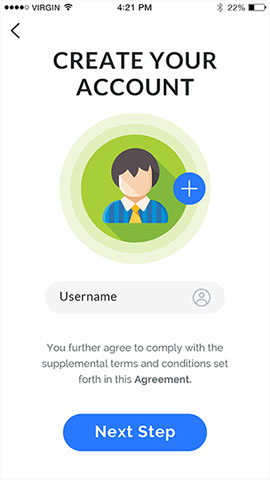 VIRGIN 4:21 PM 22%
CREATE YOUR
ACCOUNT
Username
You further agree to comply with the
supplemental terms and conditions set
forth in this Agreement.
Next Step